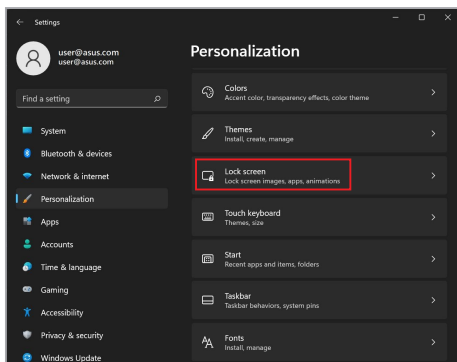 Settings
user@asus.com
user@asus.com
Find a setting
System
Bluetooth & devices
Network & internet
Personalization
Apps
Accounts
Time & language
Gaming
Accessibility
Privacy & security
Windows Update
Personalization
Colors
Accent color, transparency effects, color theme
Themes
Install, create, manage
Lock screen
Lock screen images, apps, animations
Touch keyboard
Themes, size
Start
Recent apps and items, folders
Taskbar
Taskbar behaviors, system pins
Fonts
Install, manage